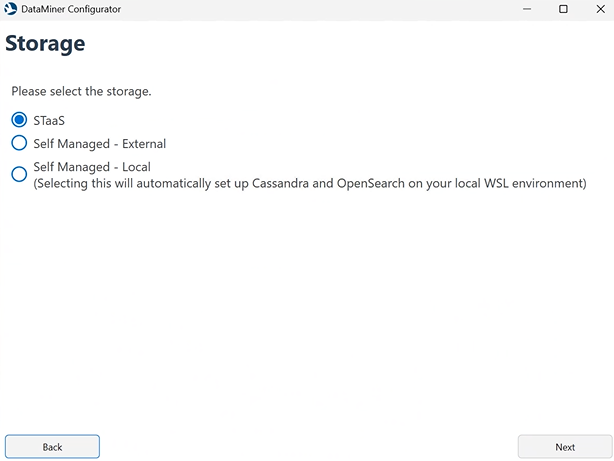 DataMiner Configurator
Storage
Please select the storage.
STaaS
Self Managed - External
Self Managed - Local
(Selecting this will automatically set up Cassandra and OpenSearch on your local WSL environment)
Back
Next